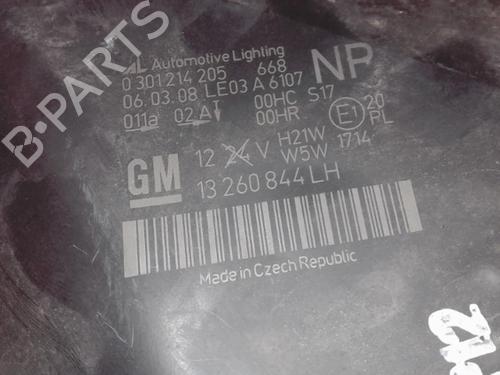 AL Automotive Lighting
0 301 214 205 668 NP
06.03.08 LE03 A 6107
011a 02 A 00HC S17
00HR E1 20 PL
12 24 V H21W 1714
W5W
GM 13 260 844 LH
Made in Czech Republic
B-PARTS